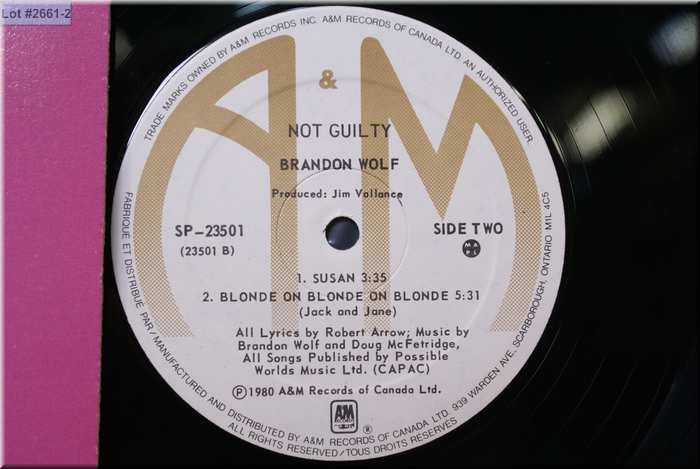 Lot #2661-2
TRADE MARKS OWNED BY A&M RECORDS INC. A&M RECORDS OF CANADA LTD. AN AUTHORIZED USER.
&
A M
NOT GUILTY
BRANDON WOLF
Produced: Jim Vallance
SP-23501
(23501 B)
SIDE TWO
1. SUSAN 3:35
2. BLONDE ON BLONDE ON BLONDE 5:31
(Jack and Jane)
All Lyrics by Robert Arrow; Music by
Brandon Wolf and Doug McFetridge,
All Songs Published by Possible
Worlds Music Ltd. (CAPAC)
Ⓟ 1980 A&M Records of Canada Ltd.
A&M
RECORDS
®
FABRIQUE ET DISTRIBUE PAR/MANUFACTURED AND DISTRIBUTED BY A&M RECORDS OF CANADA LTD. 939 WARDEN AVE. SCARBOROUGH, ONTARIO M1L 4C5
ALL RIGHTS RESERVED/TOUS DROITS RESERVÉS